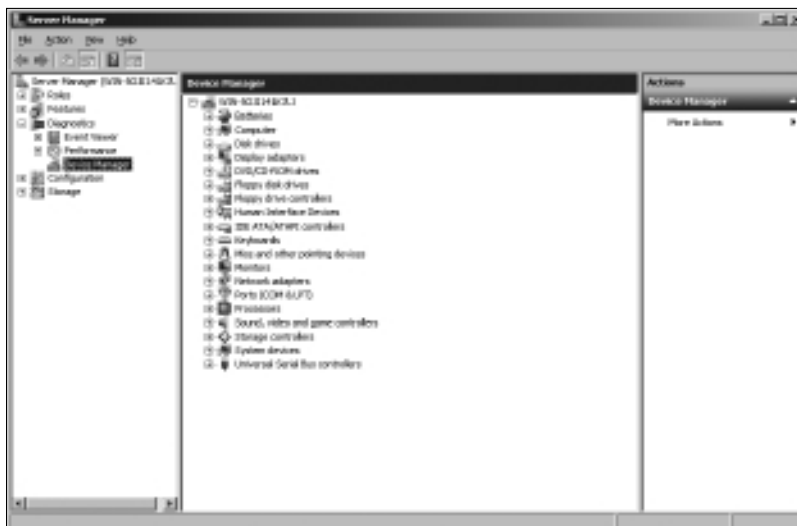 Server Manager
File Action View Help
Server Manager
Roles
Features
Diagnostics
Event Viewer
Performance
Device Manager
Configuration
Storage
Device Manager
Batteries
Computer
Disk drives
Display adapters
DVD/CD-ROM drives
Floppy disk drives
Floppy drive controllers
Human Interface Devices
IDE ATA/ATAPI controllers
Keyboards
Mice and other pointing devices
Monitors
Network adapters
Ports (COM & LPT)
Processors
Sound, video and game controllers
Storage controllers
System devices
Universal Serial Bus controllers
Actions
Device Manager
More Actions